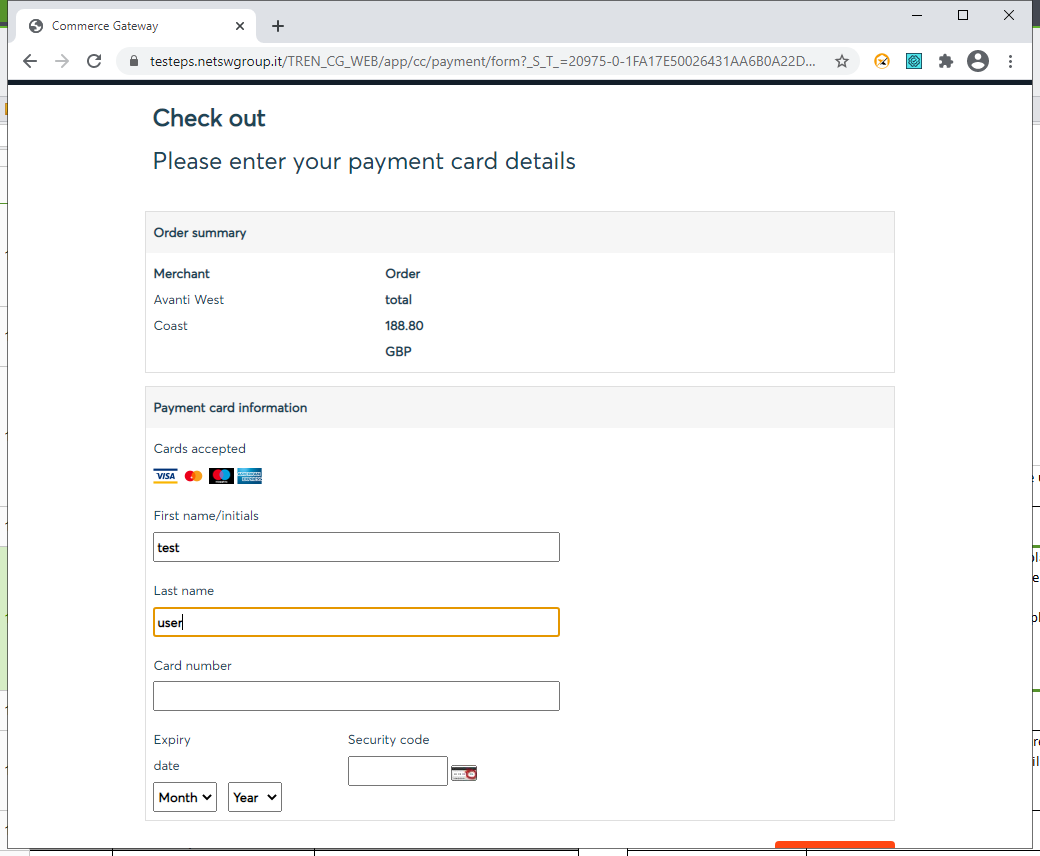 Commerce Gateway
testeps.netswgroup.it/TREN_CG_WEB/app/cc/payment/form?_S_T_=20975-0-1FA17E50026431AA6B0A22D...
Check out
Please enter your payment card details
Order summary
Merchant
Order
Avanti West
total
Coast
188.80
GBP
Payment card information
Cards accepted
VISA
First name/initials
test
Last name
user
Card number
Expiry
Security code
date
Month
Year